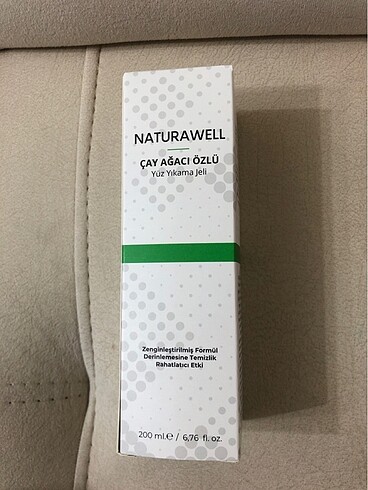 NATURAWELL
ÇAY AĞACI ÖZLÜ
Yüz Yıkama Jeli
Zenginleştirilmiş Formül
Derinlemesine Temizlik
Rahatlatıcı Etki
200 ml.℮ / 6,76 fl. oz.